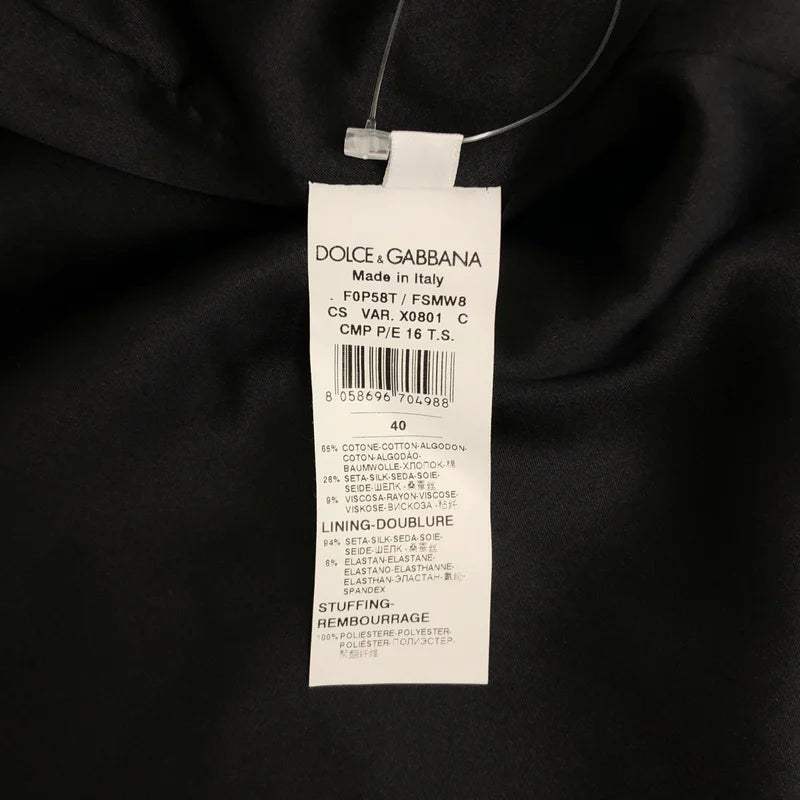 DOLCE & GABBANA
Made in Italy
. F0P58T / FSMW8
CS VAR. X0801 C
CMP P/E 16 T.S.
8 058696 704988
40
65% COTONE-COTTON-ALGODON-
COTON-ALGODÃO-
BAUMWOLLE-ХЛОПОК-棉
26% SETA-SILK-SEDA-SOIE-
SEIDE-ШЕЛК-桑蚕丝
9% VISCOSA-RAYON-VISCOSE-
VISKOSE-ВИСКОЗА-粘纤
LINING-DOUBLURE
94% SETA-SILK-SEDA-SOIE-
SEIDE-ШЕЛК-桑蚕丝
6% ELASTAN-ELASTANE-
ELASTANO-ELASTHANNE-
ELASTHAN-ЭЛАСТАН-氨纶-
SPANDEX
STUFFING-
REMBOURRAGE
100% POLIESTERE-POLYESTER-
POLIÉSTER-ПОЛИЭСТЕР-
聚酯纤维